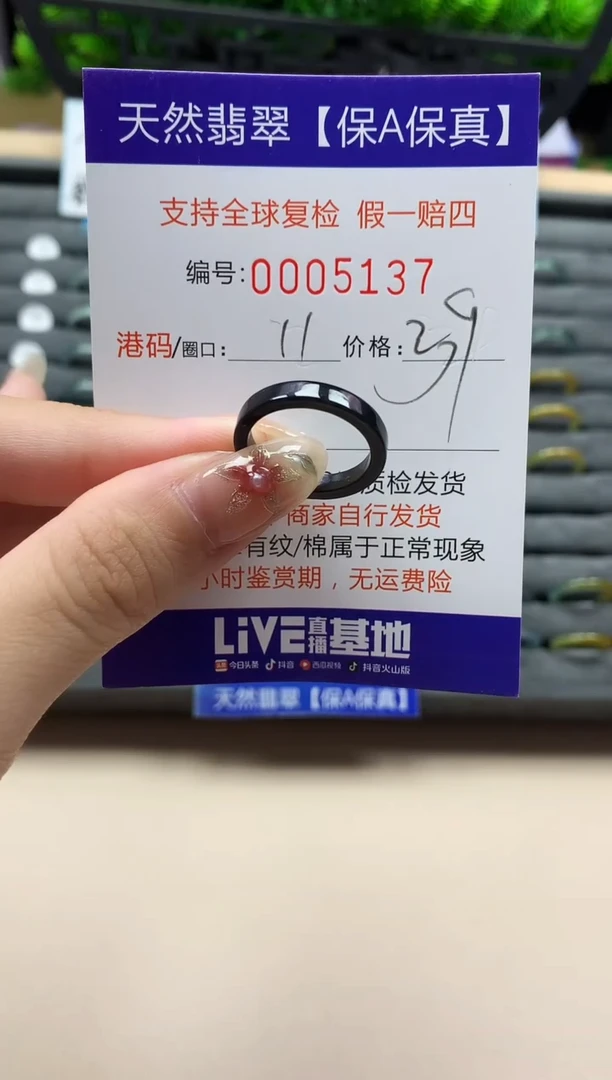 天然翡翠【保A保真】
支持全球复检 假一赔四
编号:0005137
港码/圈口: 11 价格:
质检发货
商家自行发货
有纹/棉属于正常现象
小时鉴赏期，无运费险
LiVE直播基地
今日头条 抖音 西瓜视频 抖音火山版
天然翡翠【保A保真】